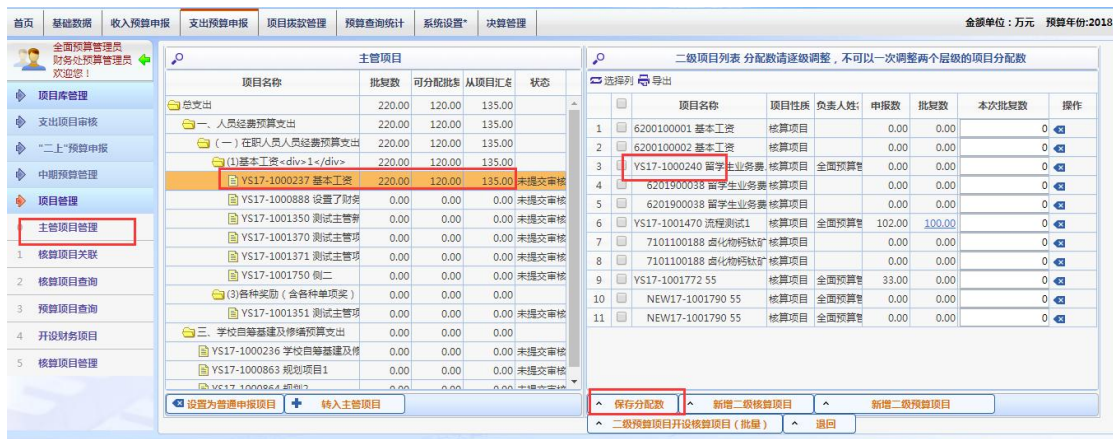 首页 基础数据 收入预算申报 支出预算申报 项目拨款管理 预算查询统计 系统设置* 决算管理 金额单位：万元 预算年份:2018
全面预算管理员
财务处预算管理员
欢迎您！
项目库管理
支出项目审核
“二上”预算申报
中期预算管理
项目管理
主管项目管理
1 核算项目关联
2 核算项目查询
3 预算项目查询
4 开设财务项目
5 核算项目管理
主管项目
项目名称 批复数 可分配批复 从项目汇总 状态
总支出 220.00 120.00 135.00
一、人员经费预算支出 220.00 120.00 135.00
(一) 在职人员人员经费预算支出 220.00 120.00 135.00
(1)基本工资<div>1</div> 220.00 120.00 135.00
YS17-1000237 基本工资 220.00 120.00 135.00 未提交审核
YS17-1000888 设置了财务 0.00 0.00 0.00 未提交审核
YS17-1001350 测试主管新 0.00 0.00 0.00 未提交审核
YS17-1001370 测试主管项 0.00 0.00 0.00 未提交审核
YS17-1001371 测试主管项 0.00 0.00 0.00 未提交审核
YS17-1001750 侧二 0.00 0.00 0.00 未提交审核
(3)各种奖励（含各种单项奖） 0.00 0.00 0.00
YS17-1001351 测试主管项 0.00 0.00 0.00 未提交审核
三、学校自筹基建及修缮预算支出 0.00 0.00 0.00
YS17-1000236 学校自筹基建及修 0.00 0.00 0.00 未提交审核
YS17-1000863 规划项目1 0.00 0.00 0.00 未提交审核
YS17-1000864 规划2 0.00 0.00 0.00 未提交审核
设置为普通申报项目 转入主管项目
二级项目列表 分配数请逐级调整，不可以一次调整两个层级的项目分配数
选择列 导出
项目名称 项目性质 负责人姓 申报数 批复数 本次批复数 操作
1 6200100001 基本工资 核算项目 0.00 0.00 0
2 6200100002 基本工资 核算项目 0.00 0.00 0
3 YS17-1000240 留学生业务费 核算项目 全面预算管 0.00 0.00 0
4 6201900038 留学生业务费 核算项目 0.00 0.00 0
5 6201900038 留学生业务费 核算项目 0.00 0.00 0
6 YS17-1001470 流程测试1 核算项目 全面预算管 102.00 100.00 0
7 7101100188 卤化物钙钛矿 核算项目 0.00 0.00 0
8 7101100188 卤化物钙钛矿 核算项目 0.00 0.00 0
9 YS17-1001772 55 核算项目 全面预算管 33.00 0.00 0
10 NEW17-1001790 55 核算项目 全面预算管 0.00 0.00 0
11 NEW17-1001790 55 核算项目 全面预算管 0.00 0.00 0
保存分配数 新增二级核算项目 新增二级预算项目
二级预算项目开设核算项目（批量） 退回